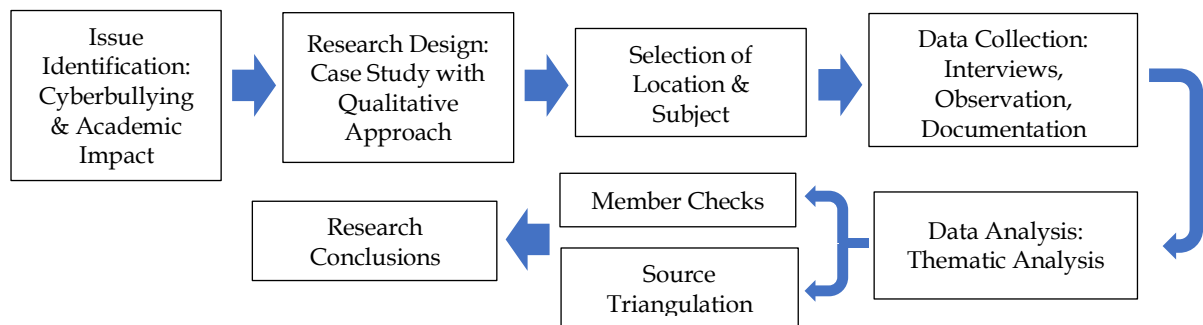 Issue
Identification:
Cyberbullying
& Academic
Impact
Research Design:
Case Study with
Qualitative
Approach
Selection of
Location &
Subject
Data Collection:
Interviews,
Observation,
Documentation
Data Analysis:
Thematic Analysis
Member Checks
Source
Triangulation
Research
Conclusions